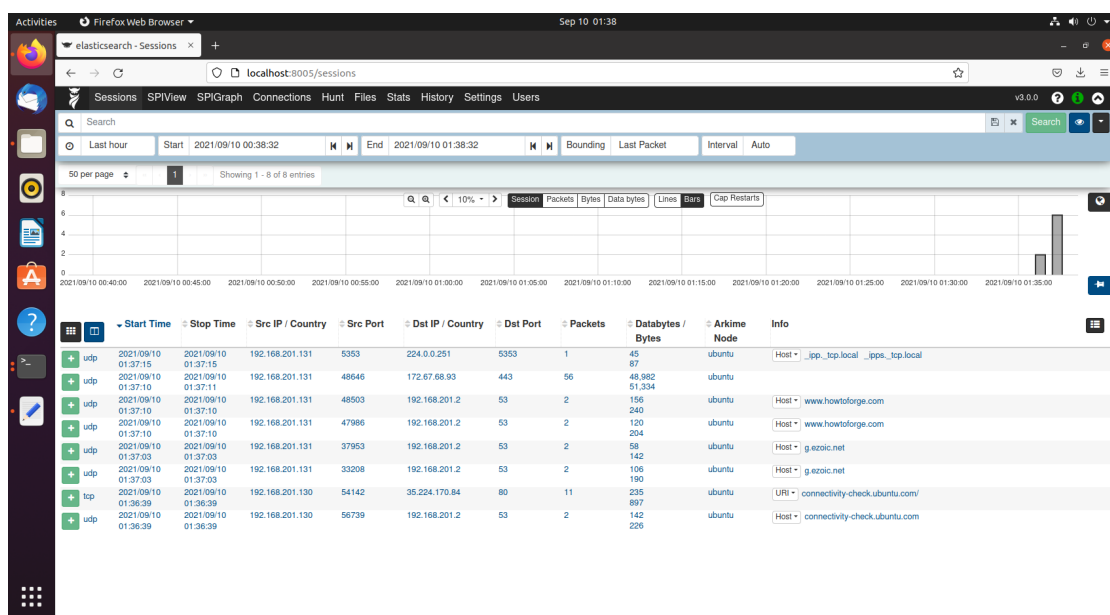 Activities Firefox Web Browser Sep 10 01:38
elasticsearch - Sessions × +
localhost:8005/sessions
Sessions SPIView SPIGraph Connections Hunt Files Stats History Settings Users v3.0.0
Search Search
Last hour Start 2021/09/10 00:38:32 End 2021/09/10 01:38:32 Bounding Last Packet Interval Auto
50 per page 1 Showing 1 - 8 of 8 entries
10% Session Packets Bytes Data bytes Lines Bars Cap Restarts
8
6
4
2
0
2021/09/10 00:40:00 2021/09/10 00:45:00 2021/09/10 00:50:00 2021/09/10 00:55:00 2021/09/10 01:00:00 2021/09/10 01:05:00 2021/09/10 01:10:00 2021/09/10 01:15:00 2021/09/10 01:20:00 2021/09/10 01:25:00 2021/09/10 01:30:00 2021/09/10 01:35:00
Start Time Stop Time Src IP / Country Src Port Dst IP / Country Dst Port Packets Databytes / Arkime Info
Bytes Node
udp 2021/09/10 2021/09/10 192.168.201.131 5353 224.0.0.251 5353 1 45 ubuntu Host _ipp._tcp.local _ipps._tcp.local
01:37:15 01:37:15 87
udp 2021/09/10 2021/09/10 192.168.201.131 48646 172.67.68.93 443 56 48,982 ubuntu
01:37:10 01:37:11 51,334
udp 2021/09/10 2021/09/10 192.168.201.131 48503 192.168.201.2 53 2 156 ubuntu Host www.howtoforge.com
01:37:10 01:37:10 240
udp 2021/09/10 2021/09/10 192.168.201.131 47986 192.168.201.2 53 2 120 ubuntu Host www.howtoforge.com
01:37:10 01:37:10 204
udp 2021/09/10 2021/09/10 192.168.201.131 37953 192.168.201.2 53 2 58 ubuntu Host g.ezoic.net
01:37:03 01:37:03 142
udp 2021/09/10 2021/09/10 192.168.201.131 33208 192.168.201.2 53 2 106 ubuntu Host g.ezoic.net
01:37:03 01:37:03 190
tcp 2021/09/10 2021/09/10 192.168.201.130 54142 35.224.170.84 80 11 235 ubuntu URI connectivity-check.ubuntu.com/
01:36:39 01:36:39 897
udp 2021/09/10 2021/09/10 192.168.201.130 56739 192.168.201.2 53 2 142 ubuntu Host connectivity-check.ubuntu.com
01:36:39 01:36:39 226